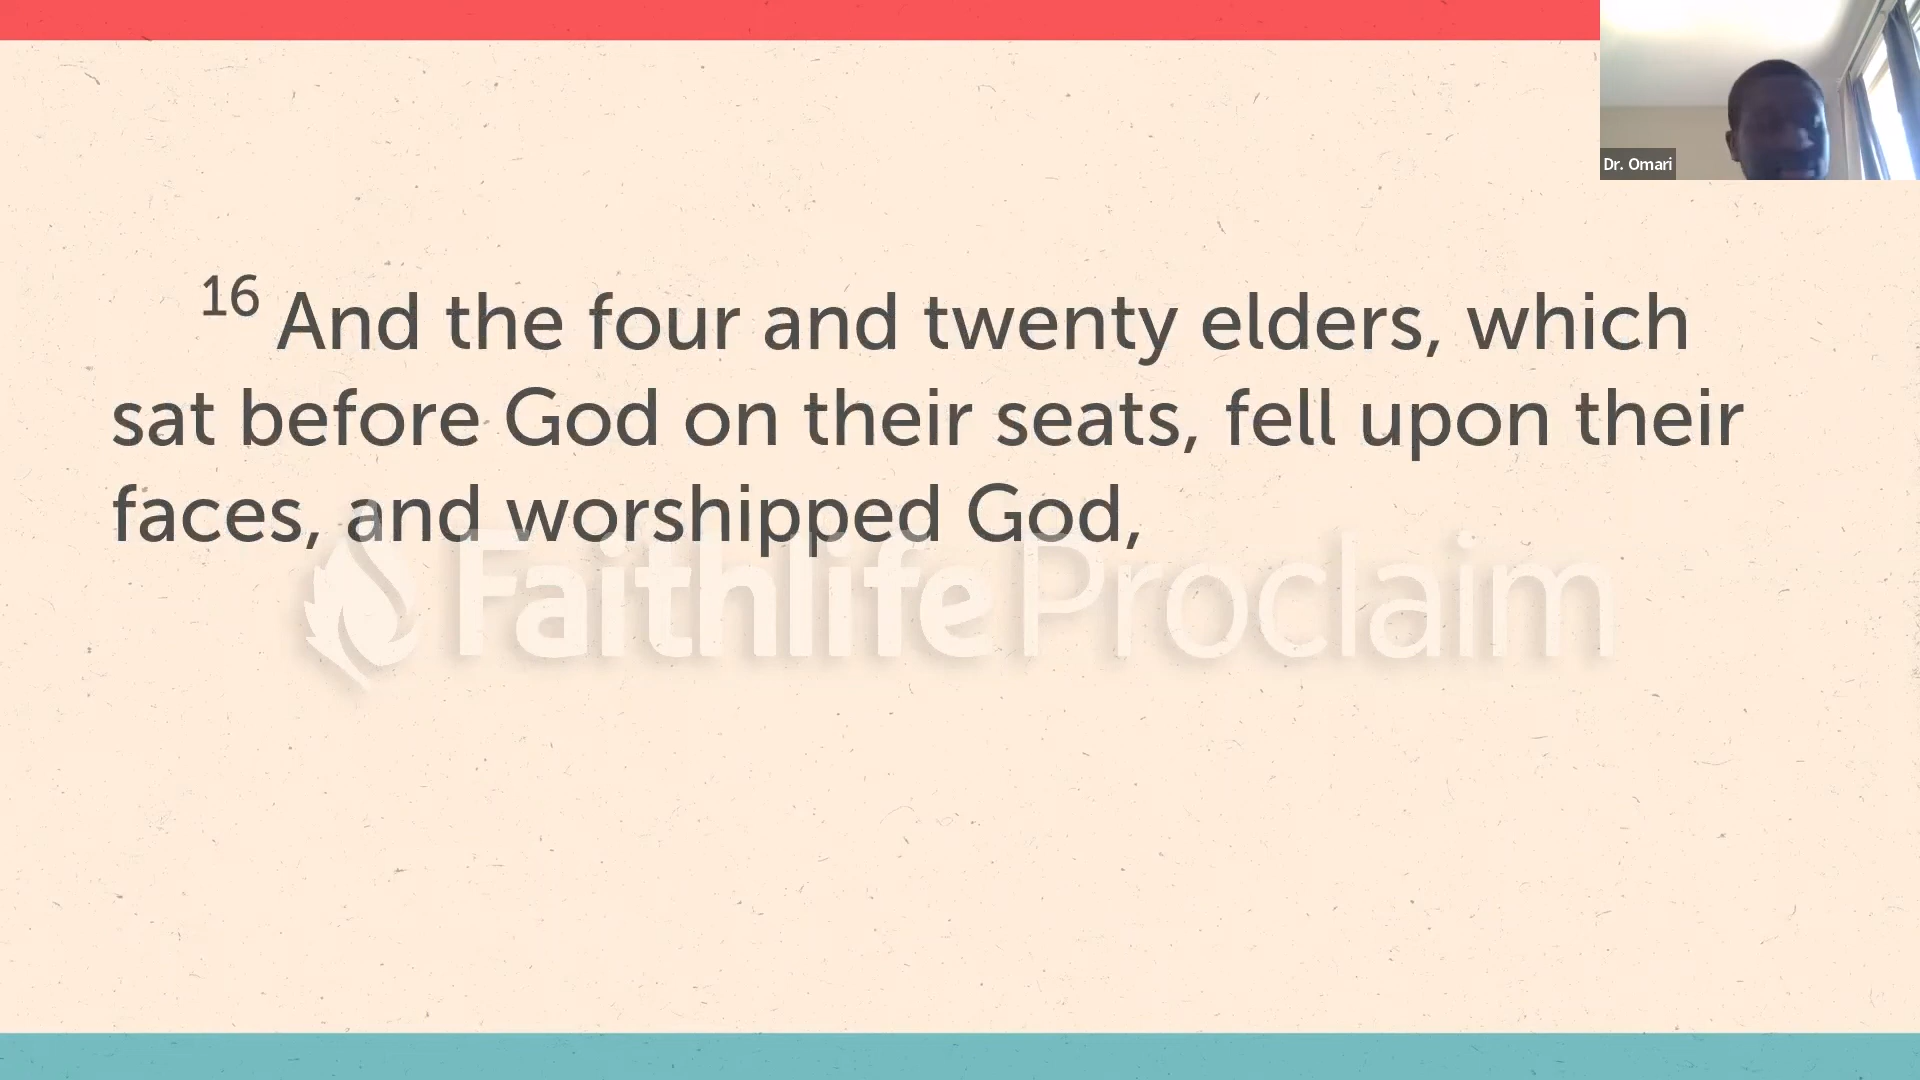 Dr. Omari
16 And the four and twenty elders, which
sat before God on their seats, fell upon their
faces, and worshipped God,
Faithlife Proclaim